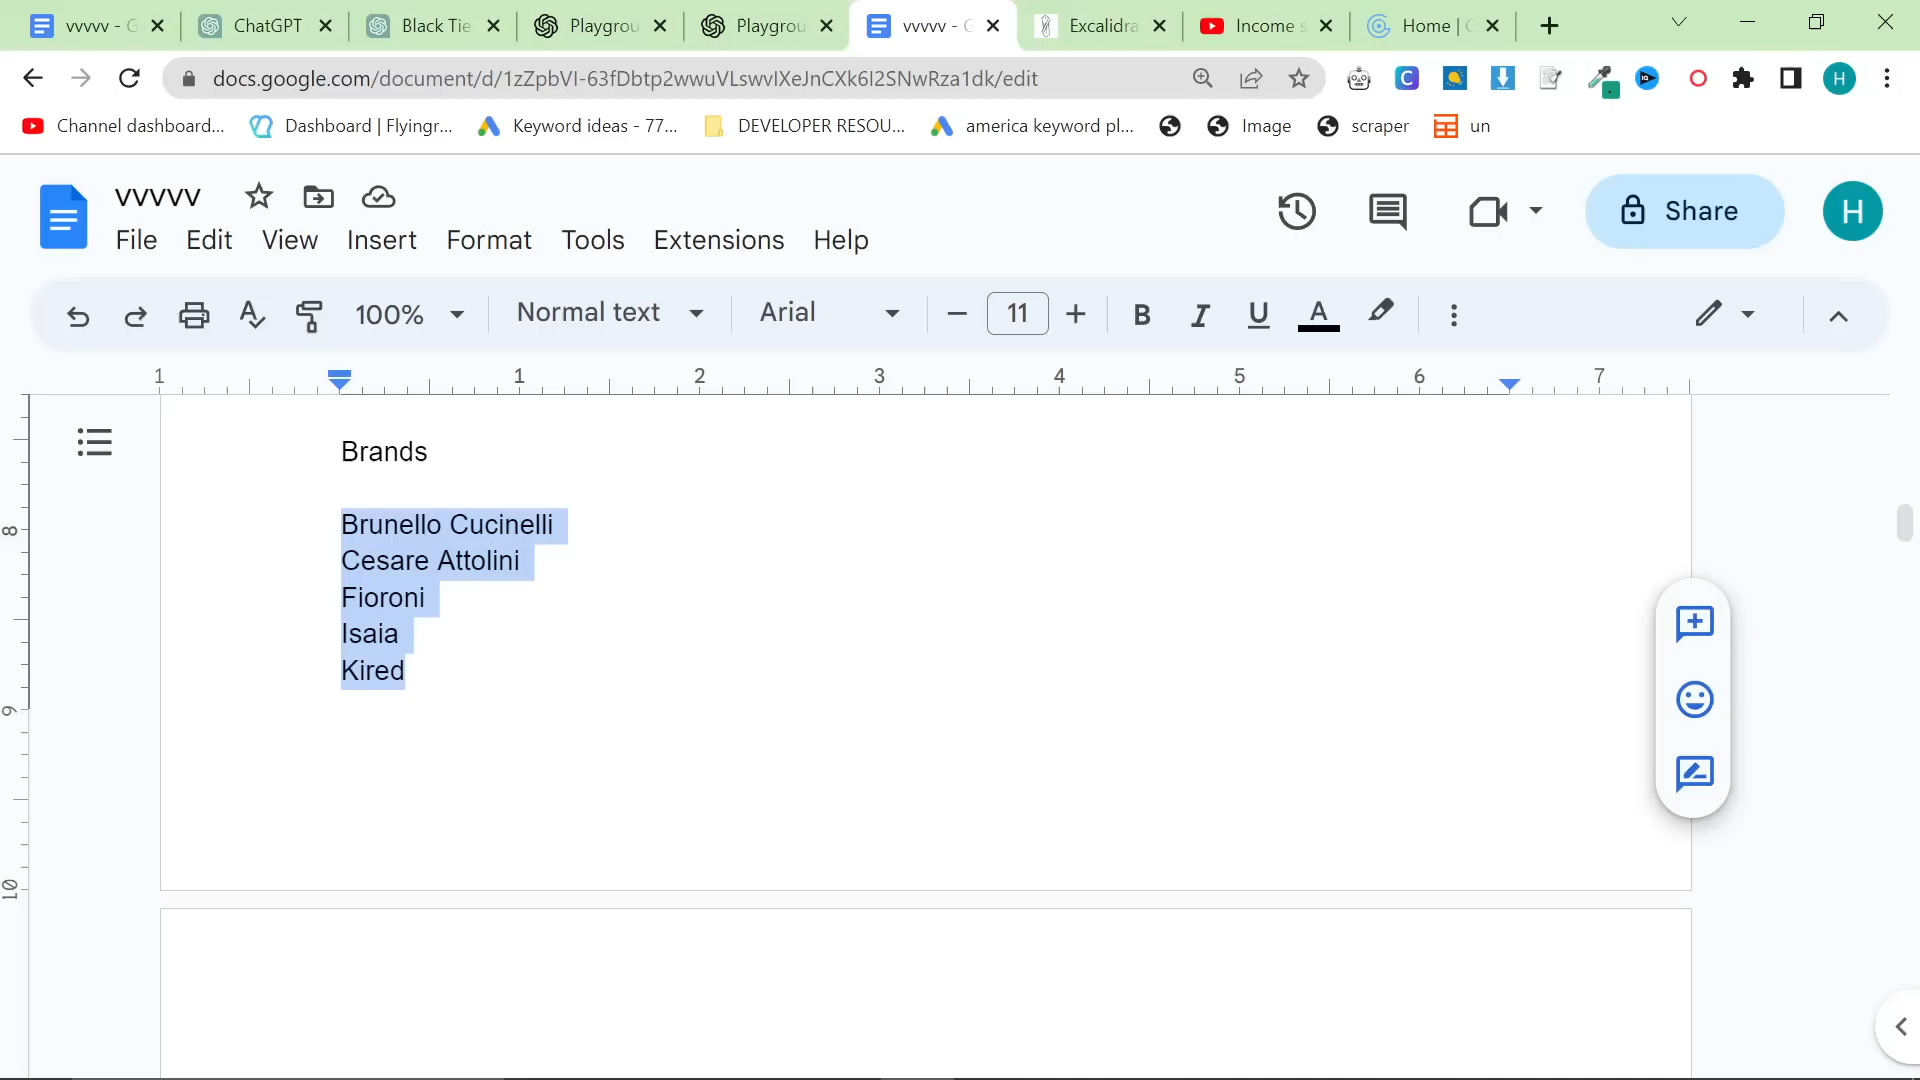 vvvvv - G
ChatGPT
Black Tie
Playgrou
Playgrou
vvvvv - G
Excalidra
Income s
Home | C
docs.google.com/document/d/1zZpbVI-63fDbtp2wwuVLswvIXeJnCXk6I2SNwRza1dk/edit
C
H
Channel dashboard...
Dashboard | Flyingr...
Keyword ideas - 77...
DEVELOPER RESOU...
america keyword pl...
Image
scraper
un
vvvvv
File Edit View Insert Format Tools Extensions Help
Share
H
100%
Normal text
Arial
11
B I U A
1 1 2 3 4 5 6 7
8
9
10
Brands
Brunello Cucinelli
Cesare Attolini
Fioroni
Isaia
Kired